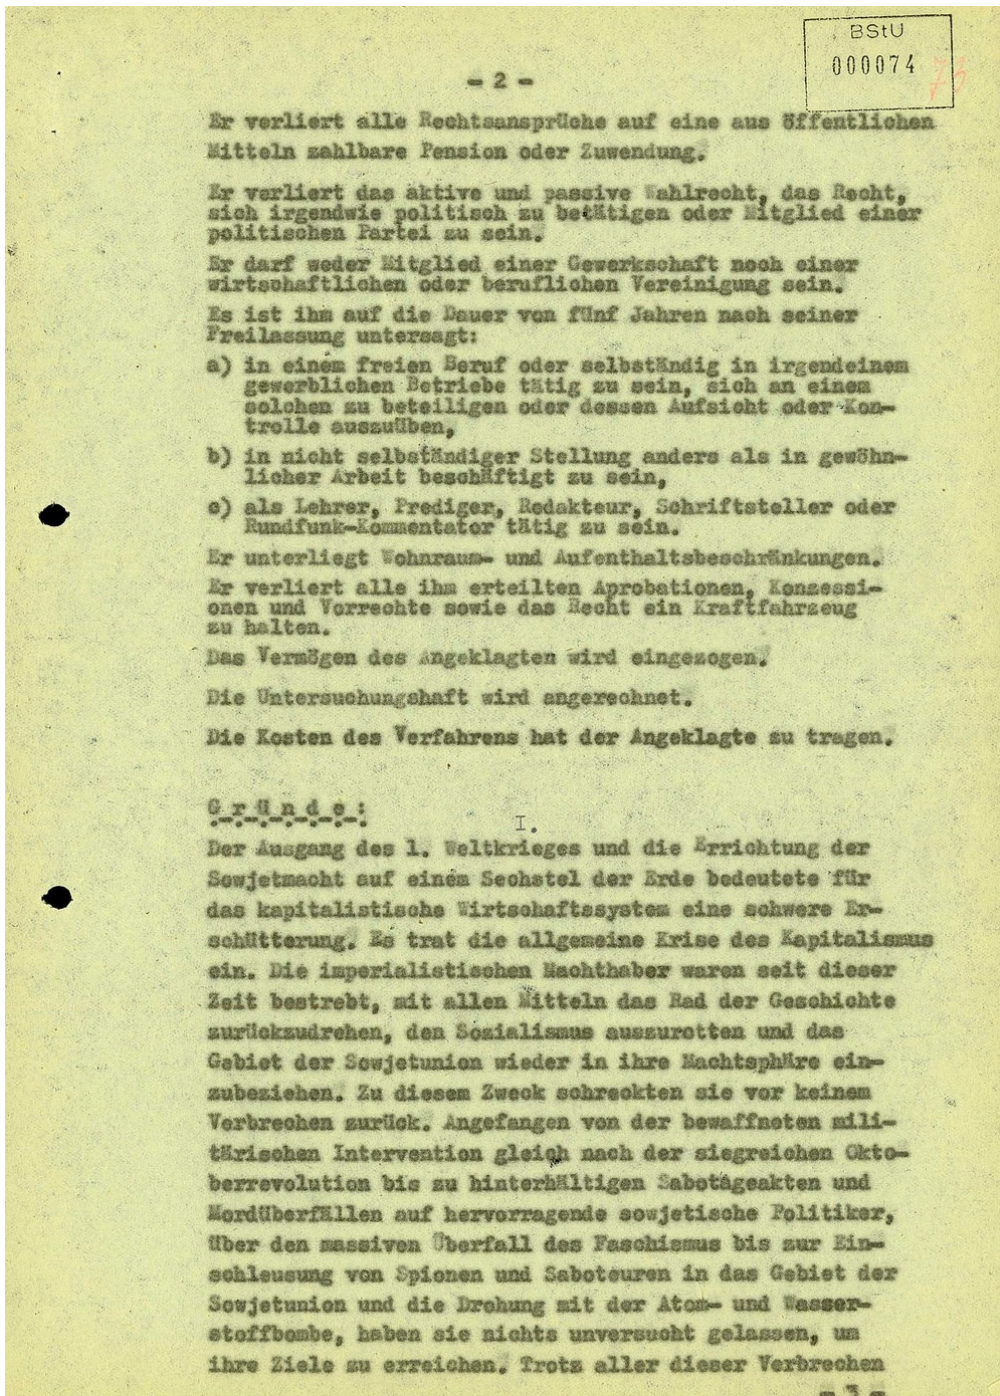 BStU
000074
- 2 -
Er verliert alle Rechtsansprüche auf eine aus öffentlichen
Mitteln zahlbare Pension oder Zuwendung.
Er verliert das aktive und passive Wahlrecht, das Recht,
sich irgendwie politisch zu betätigen oder Mitglied einer
politischen Partei zu sein.
Er darf weder Mitglied einer Gewerkschaft noch einer
wirtschaftlichen oder beruflichen Vereinigung sein.
Es ist ihm auf die Dauer von fünf Jahren nach seiner
Freilassung untersagt:
a) in einem freien Beruf oder selbständig in irgendeinem
gewerblichen Betriebe tätig zu sein, sich an einem
solchen zu beteiligen oder dessen Aufsicht oder Kon-
trolle auszuüben,
b) in nicht selbständiger Stellung anders als in gewöhn-
licher Arbeit beschäftigt zu sein,
c) als Lehrer, Prediger, Redakteur, Schriftsteller oder
Rundfunk-Kommentator tätig zu sein.
Er unterliegt Wohnraum- und Aufenthaltsbeschränkungen.
Er verliert alle ihm erteilten Aprobationen, Konzessi-
onen und Vorrechte sowie das Recht ein Kraftfahrzeug
zu halten.
Das Vermögen des Angeklagten wird eingezogen.
Die Untersuchungshaft wird angerechnet.
Die Kosten des Verfahrens hat der Angeklagte zu tragen.
G r ü n d e :
I.
Der Ausgang des 1. Weltkrieges und die Errichtung der
Sowjetmacht auf einem Sechstel der Erde bedeutete für
das kapitalistische Wirtschaftssystem eine schwere Er-
schütterung. Es trat die allgemeine Krise des Kapitalismus
ein. Die imperialistischen Machthaber waren seit dieser
Zeit bestrebt, mit allen Mitteln das Rad der Geschichte
zurückzudrehen, den Sozialismus auszurotten und das
Gebiet der Sowjetunion wieder in ihre Machtsphäre ein-
zubeziehen. Zu diesem Zweck schreckten sie vor keinem
Verbrechen zurück. Angefangen von der bewaffneten mili-
tärischen Intervention gleich nach der siegreichen Okto-
berrevolution bis zu hinterhältigen Sabotageakten und
Mordüberfällen auf hervorragende sowjetische Politiker,
über den massiven Überfall des Faschismus bis zur Ein-
schleusung von Spionen und Saboteuren in das Gebiet der
Sowjetunion und die Drohung mit der Atom- und Wasser-
stoffbombe, haben sie nichts unversucht gelassen, um
ihre Ziele zu erreichen. Trotz aller dieser Verbrechen
- 3 -